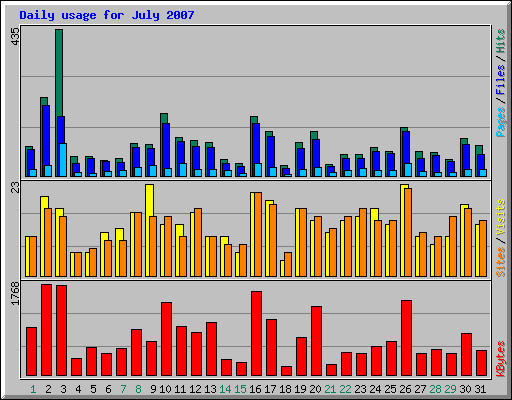 Daily usage for July 2007
435
Pages / Files / Hits
23
Sites / Visits
1768
KBytes
1 2 3 4 5 6 7 8 9 10 11 12 13 14 15 16 17 18 19 20 21 22 23 24 25 26 27 28 29 30 31